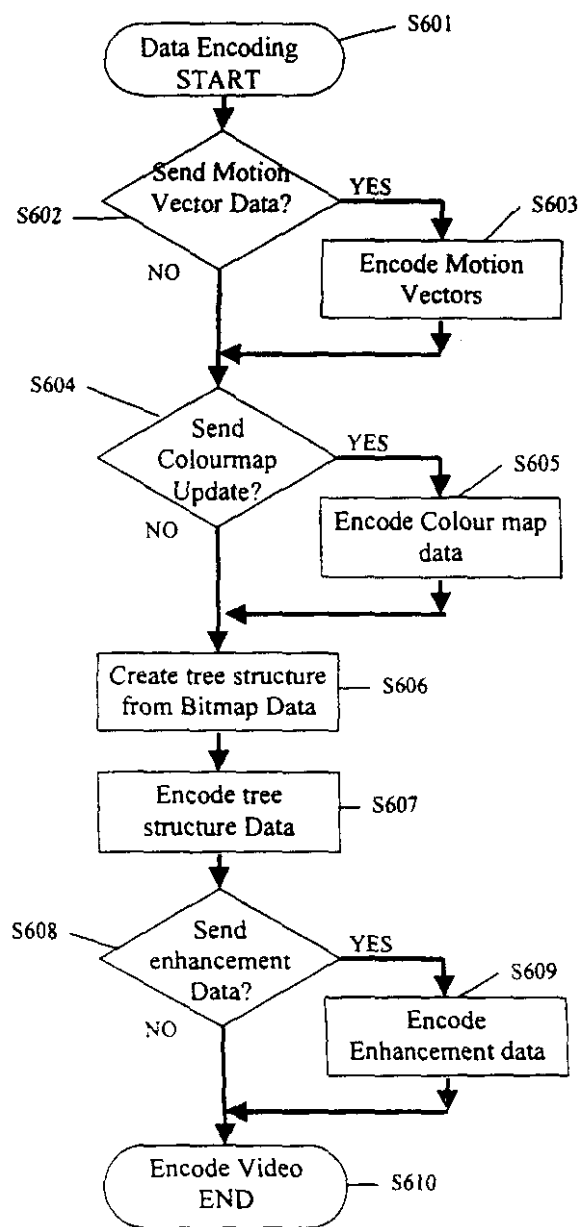 S601
Data Encoding
START
Send Motion
Vector Data?
YES
S602
S603
NO
Encode Motion
Vectors
S604
Send
Colourmap
Update?
YES
S605
NO
Encode Colour map
data
Create tree structure
from Bitmap Data
S606
Encode tree
structure Data
S607
S608
Send
enhancement
Data?
YES
S609
NO
Encode
Enhancement data
Encode Video
END
S610